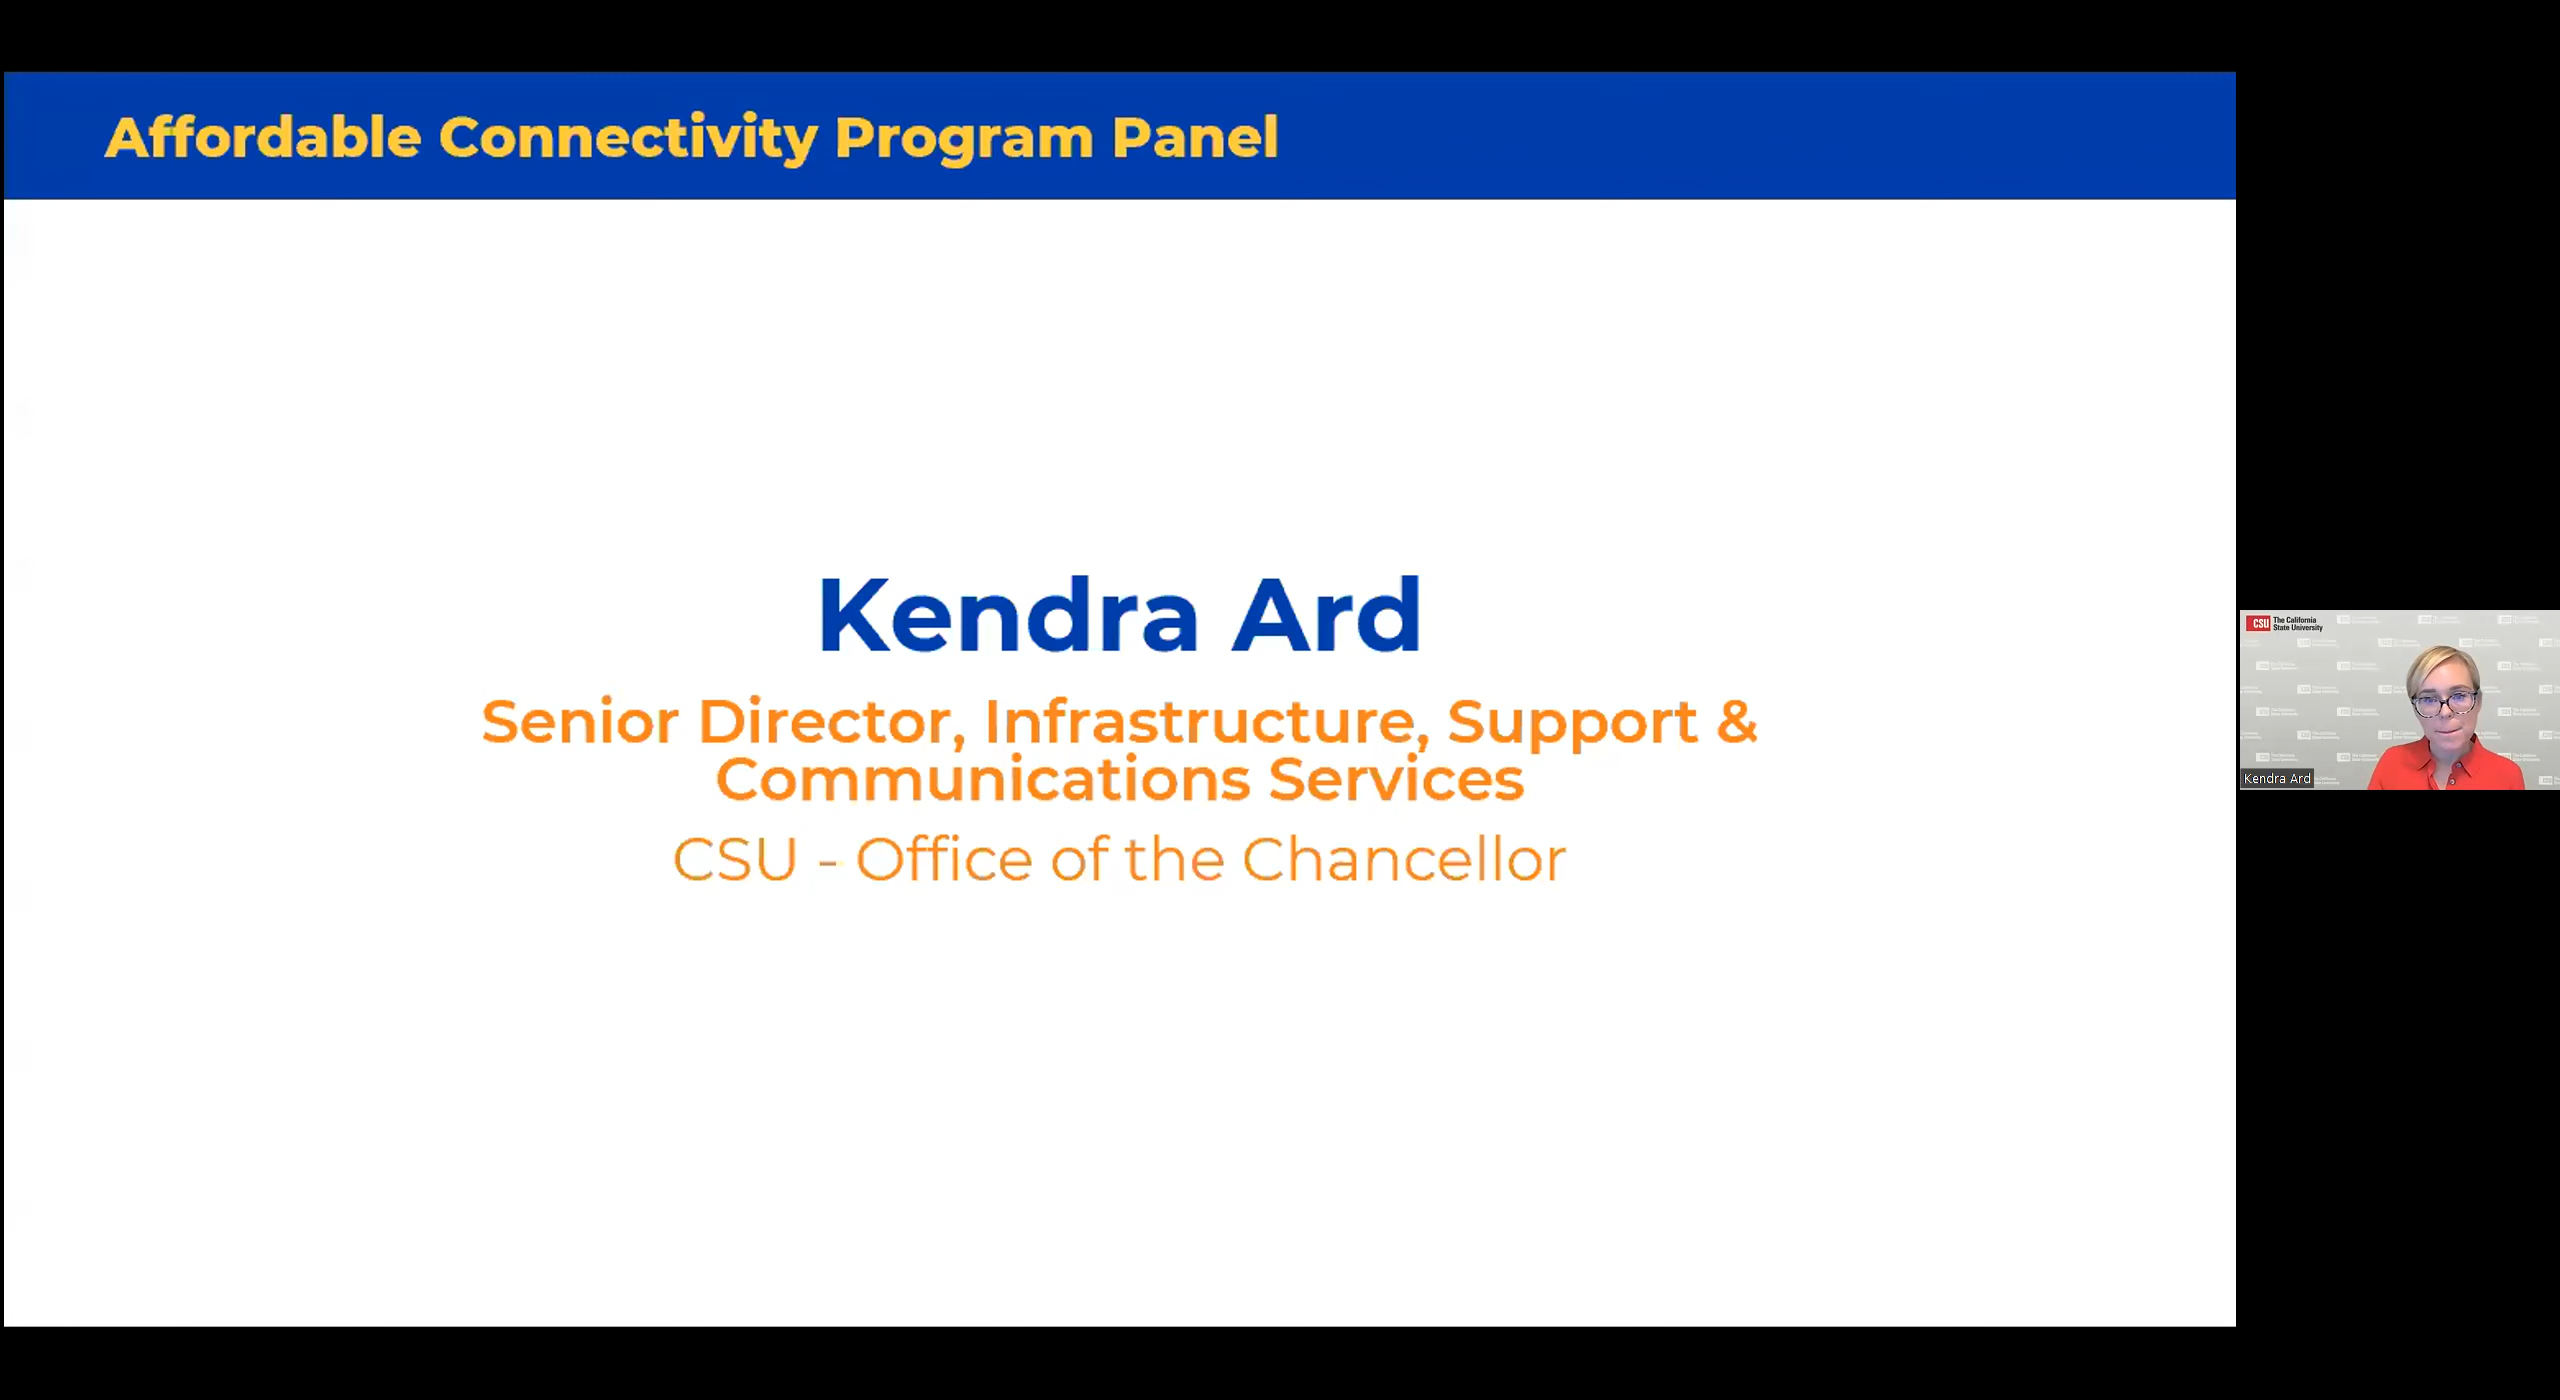 Affordable Connectivity Program Panel
Kendra Ard
Senior Director, Infrastructure, Support &
Communications Services
CSU - Office of the Chancellor
CSU The California
State University
Kendra Ard